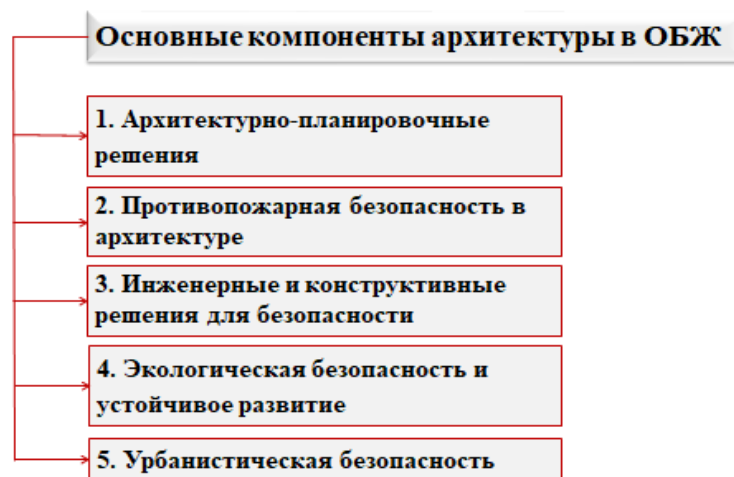 Основные компоненты архитектуры в ОБЖ
1. Архитектурно-планировочные
решения
2. Противопожарная безопасность в
архитектуре
3. Инженерные и конструктивные
решения для безопасности
4. Экологическая безопасность и
устойчивое развитие
5. Урбанистическая безопасность